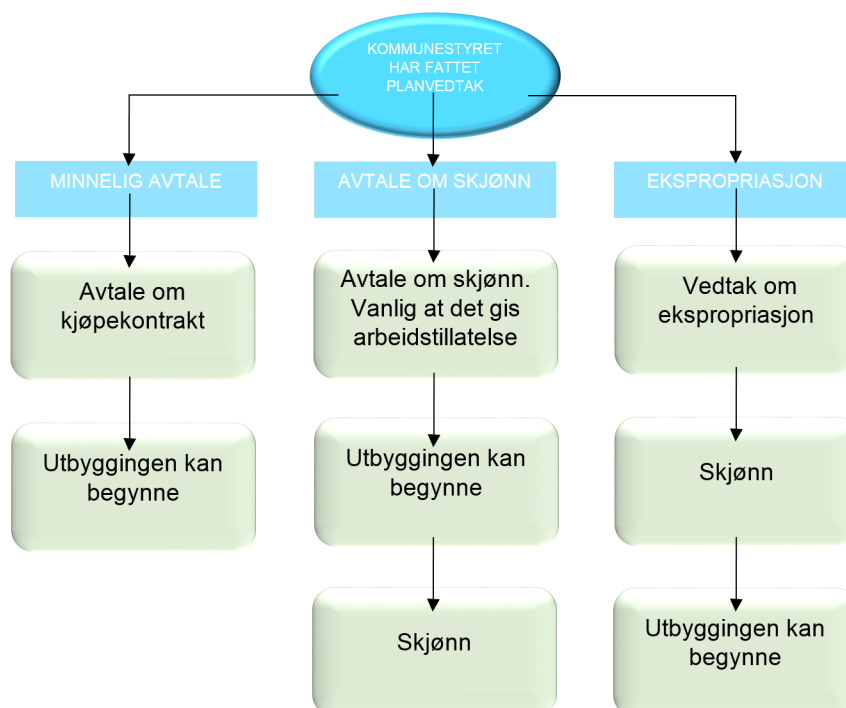 KOMMUNESTYRET
HAR FATTET
PLANVEDTAK
MINNELIG AVTALE
Avtale om
kjøpekontrakt
Utbyggingen kan
begynne
AVTALE OM SKJØNN
Avtale om skjønn.
Vanlig at det gis
arbeidstillatelse
Utbyggingen kan
begynne
Skjønn
EKSPROPRIASJON
Vedtak om
ekspropriasjon
Skjønn
Utbyggingen kan
begynne